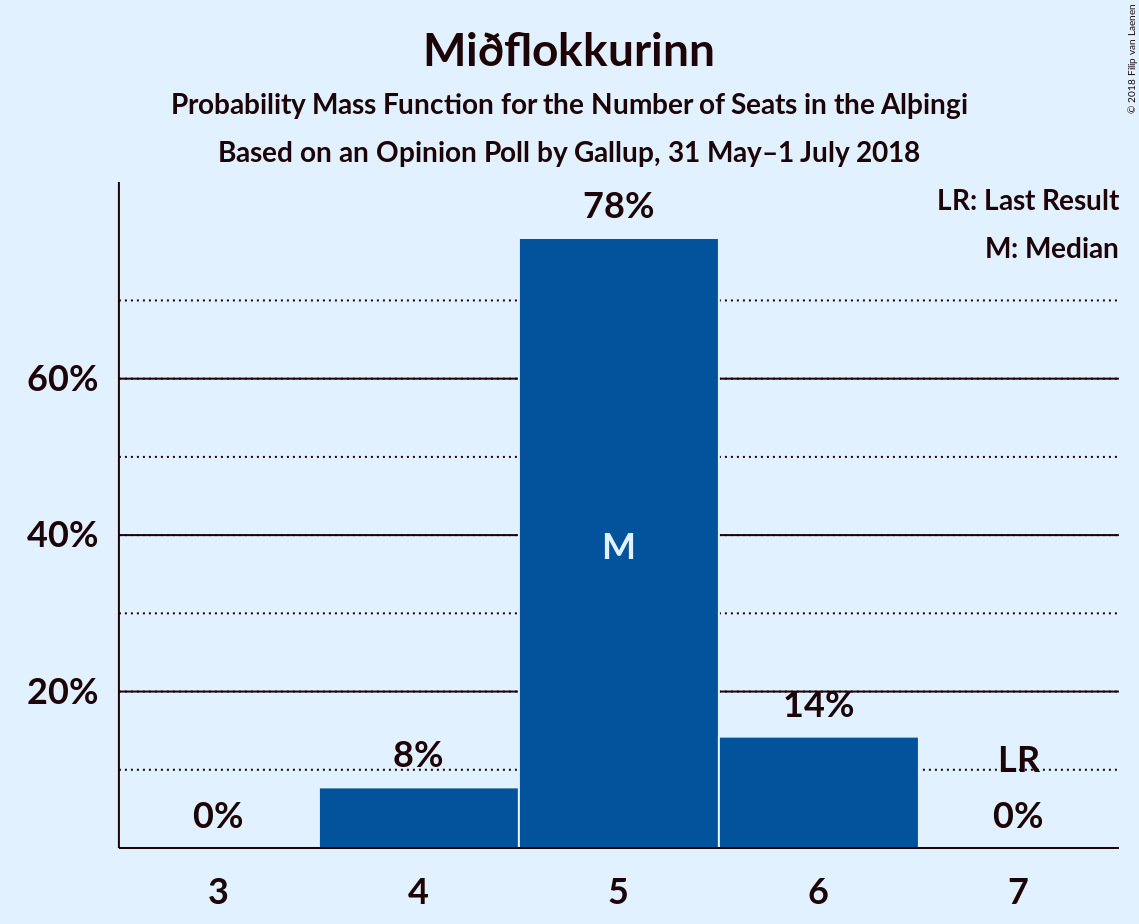 Miðflokkurinn
Probability Mass Function for the Number of Seats in the Alþingi
Based on an Opinion Poll by Gallup, 31 May–1 July 2018
© 2018 Filip van Laenen
LR: Last Result
M: Median
78%
60%
40%
M
20%
14%
8%
LR
0%
0%
3
4
5
6
7